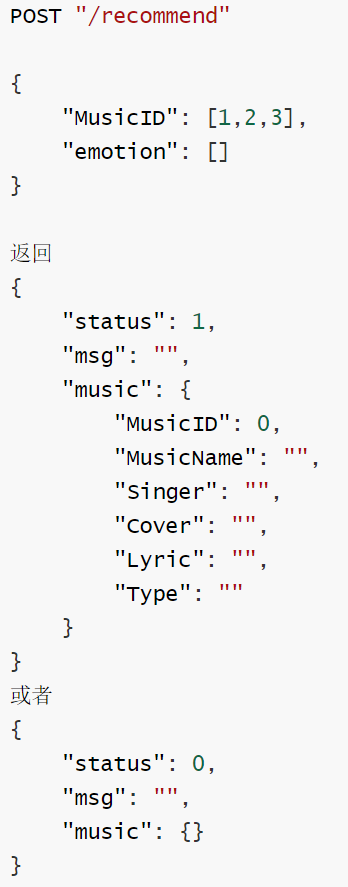 POST "/recommend"
{
    "MusicID": [1,2,3],
    "emotion": []
}
返回
{
    "status": 1,
    "msg": "",
    "music": {
        "MusicID": 0,
        "MusicName": "",
        "Singer": "",
        "Cover": "",
        "Lyric": "",
        "Type": ""
    }
}
或者
{
    "status": 0,
    "msg": "",
    "music": {}
}